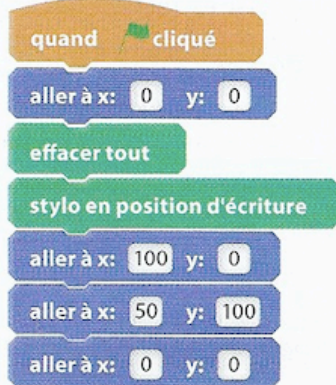 quand cliqué
aller à x: 0 y: 0
effacer tout
stylo en position d'écriture
aller à x: 100 y: 0
aller à x: 50 y: 100
aller à x: 0 y: 0